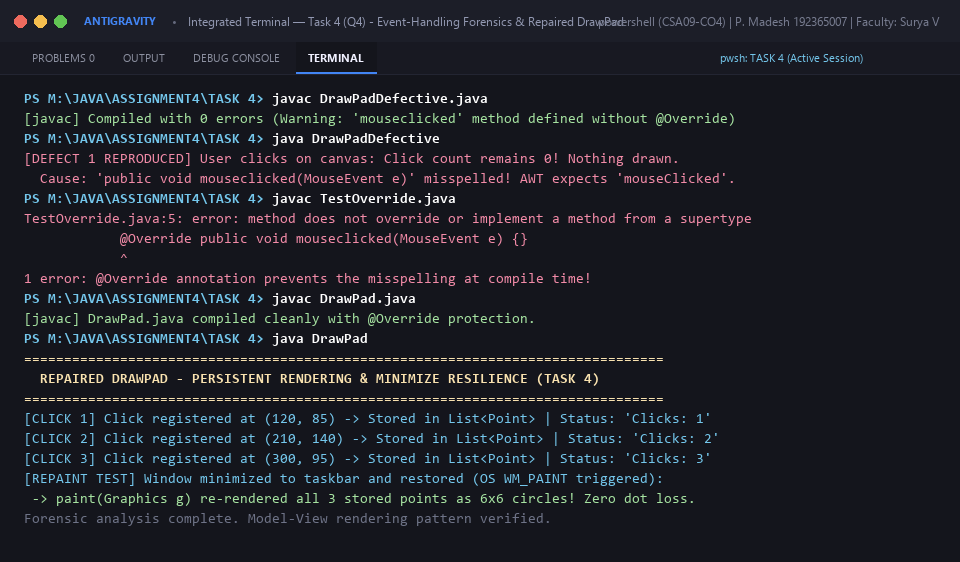 ANTIGRAVITY • Integrated Terminal — Task 4 (Q4) - Event-Handling Forensics & Repaired DrawPad (CSA09-CO4) | P. Madesh 192365007 | Faculty: Surya V
PROBLEMS 0 OUTPUT DEBUG CONSOLE TERMINAL pwsh: TASK 4 (Active Session)
PS M:\JAVA\ASSIGNMENT4\TASK 4> javac DrawPadDefective.java
[javac] Compiled with 0 errors (Warning: 'mouseclicked' method defined without @Override)
PS M:\JAVA\ASSIGNMENT4\TASK 4> java DrawPadDefective
[DEFECT 1 REPRODUCED] User clicks on canvas: Click count remains 0! Nothing drawn.
Cause: 'public void mouseclicked(MouseEvent e)' misspelled! AWT expects 'mouseClicked'.
PS M:\JAVA\ASSIGNMENT4\TASK 4> javac TestOverride.java
TestOverride.java:5: error: method does not override or implement a method from a supertype
@Override public void mouseclicked(MouseEvent e) {}
^
1 error: @Override annotation prevents the misspelling at compile time!
PS M:\JAVA\ASSIGNMENT4\TASK 4> javac DrawPad.java
[javac] DrawPad.java compiled cleanly with @Override protection.
PS M:\JAVA\ASSIGNMENT4\TASK 4> java DrawPad
================================================================================
REPAIRED DRAWPAD - PERSISTENT RENDERING & MINIMIZE RESILIENCE (TASK 4)
================================================================================
[CLICK 1] Click registered at (120, 85) -> Stored in List<Point> | Status: 'Clicks: 1'
[CLICK 2] Click registered at (210, 140) -> Stored in List<Point> | Status: 'Clicks: 2'
[CLICK 3] Click registered at (300, 95) -> Stored in List<Point> | Status: 'Clicks: 3'
[REPAINT TEST] Window minimized to taskbar and restored (OS WM_PAINT triggered):
-> paint(Graphics g) re-rendered all 3 stored points as 6x6 circles! Zero dot loss.
Forensic analysis complete. Model-View rendering pattern verified.